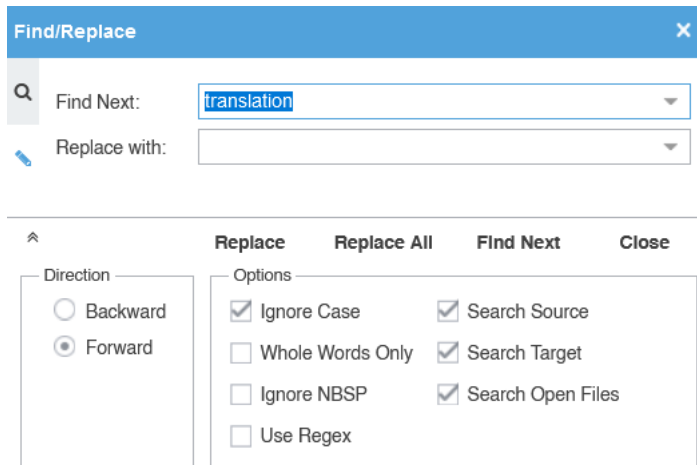 Find/Replace
Find Next:
translation
Replace with:
Replace Replace All Find Next Close
Direction
Options
Backward
Forward
Ignore Case
Search Source
Whole Words Only
Search Target
Ignore NBSP
Search Open Files
Use Regex